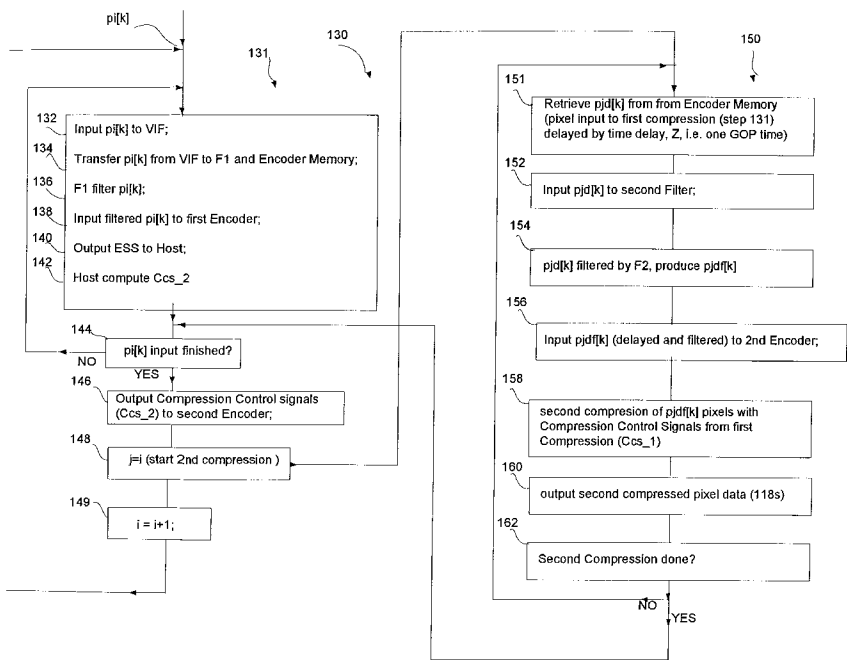 pi[k]
130
131
132
Input pi[k] to VIF;
134
Transfer pi[k] from VIF to F1 and Encoder Memory;
136
F1 filter pi[k];
138
Input filtered pi[k] to first Encoder;
140
Output ESS to Host;
142
Host compute Ccs_2
144
pi[k] input finished?
NO
YES
146
Output Compression Control signals
(Ccs_2) to second Encoder;
148
j=i (start 2nd compression )
149
i = i+1;
150
151
Retrieve pjd[k] from from Encoder Memory
(pixel input to first compression (step 131)
delayed by time delay, Z, i.e. one GOP time)
152
Input pjd[k] to second Filter;
154
pjd[k] filtered by F2, produce pjdf[k]
156
Input pjdf[k] (delayed and filtered) to 2nd Encoder;
158
second compresion of pjdf[k] pixels with
Compression Control Signals from first
Compression (Ccs_1)
160
output second compressed pixel data (118s)
162
Second Compression done?
NO
YES